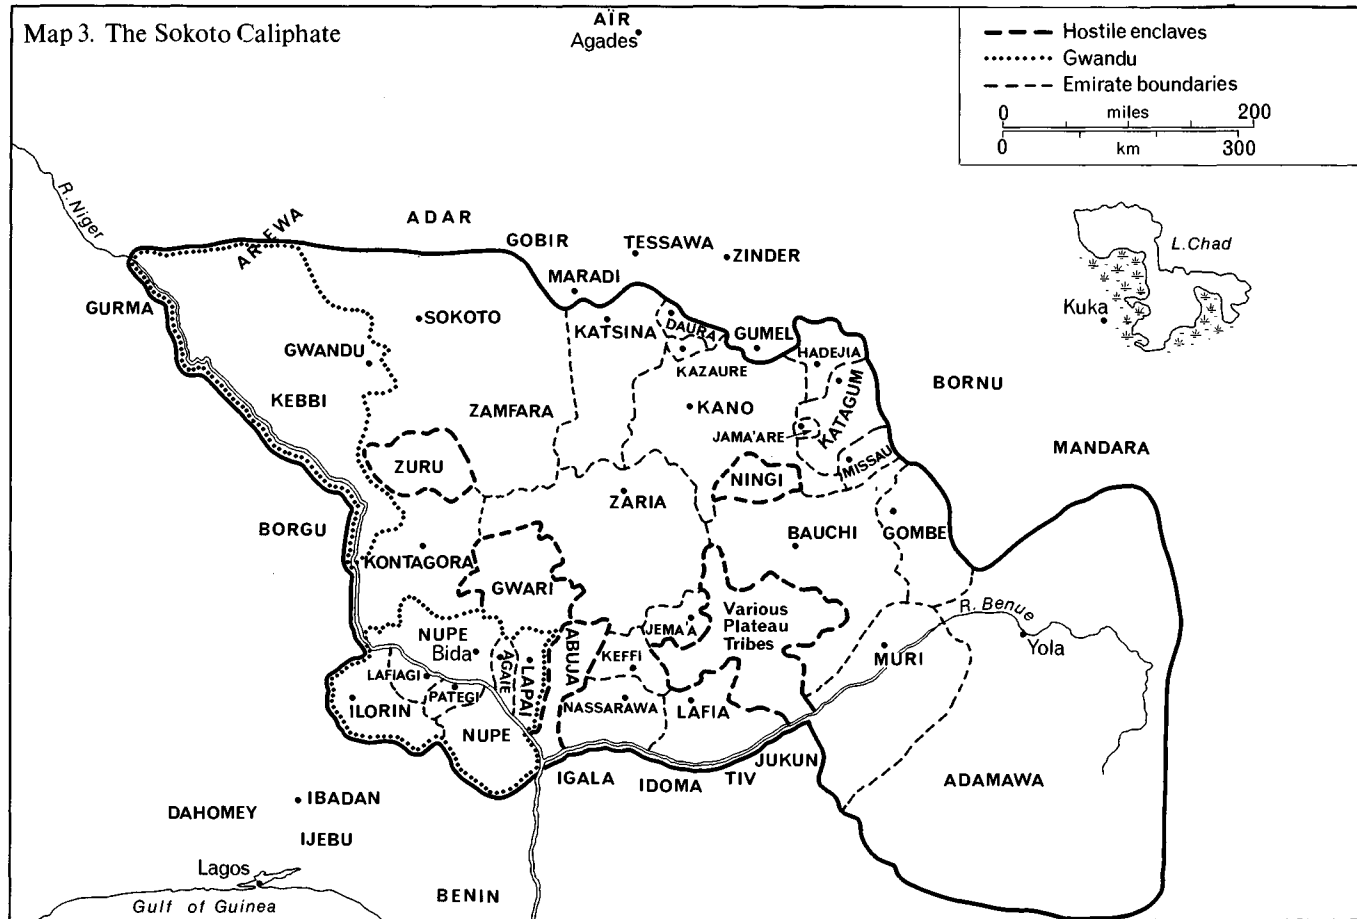 Map 3. The Sokoto Caliphate
AÏR
Agades
Hostile enclaves
Gwandu
Emirate boundaries
0 miles 200
0 km 300
R. Niger
AREWA
ADAR
GOBIR
TESSAWA
ZINDER
MARADI
L. Chad
Kuka
GURMA
SOKOTO
KATSINA
DAURA
GUMEL
HADEJIA
GWANDU
KAZAURE
KATAGUM
BORNU
KEBBI
ZAMFARA
KANO
JAMA'ARE
MISSAU
MANDARA
ZURU
NINGI
ZARIA
BORGU
BAUCHI
GOMBE
KONTAGORA
GWARI
Various
Plateau
Tribes
R. Benue
NUPE
Bida
AGAIE
LAPAI
ABUJA
JEMA'A
KEFFI
MURI
Yola
LAFIAGI
PATEGI
ILORIN
NASSARAWA
LAFIA
NUPE
IGALA
IDOMA
TIV
JUKUN
ADAMAWA
DAHOMEY
IBADAN
IJEBU
Lagos
BENIN
Gulf of Guinea